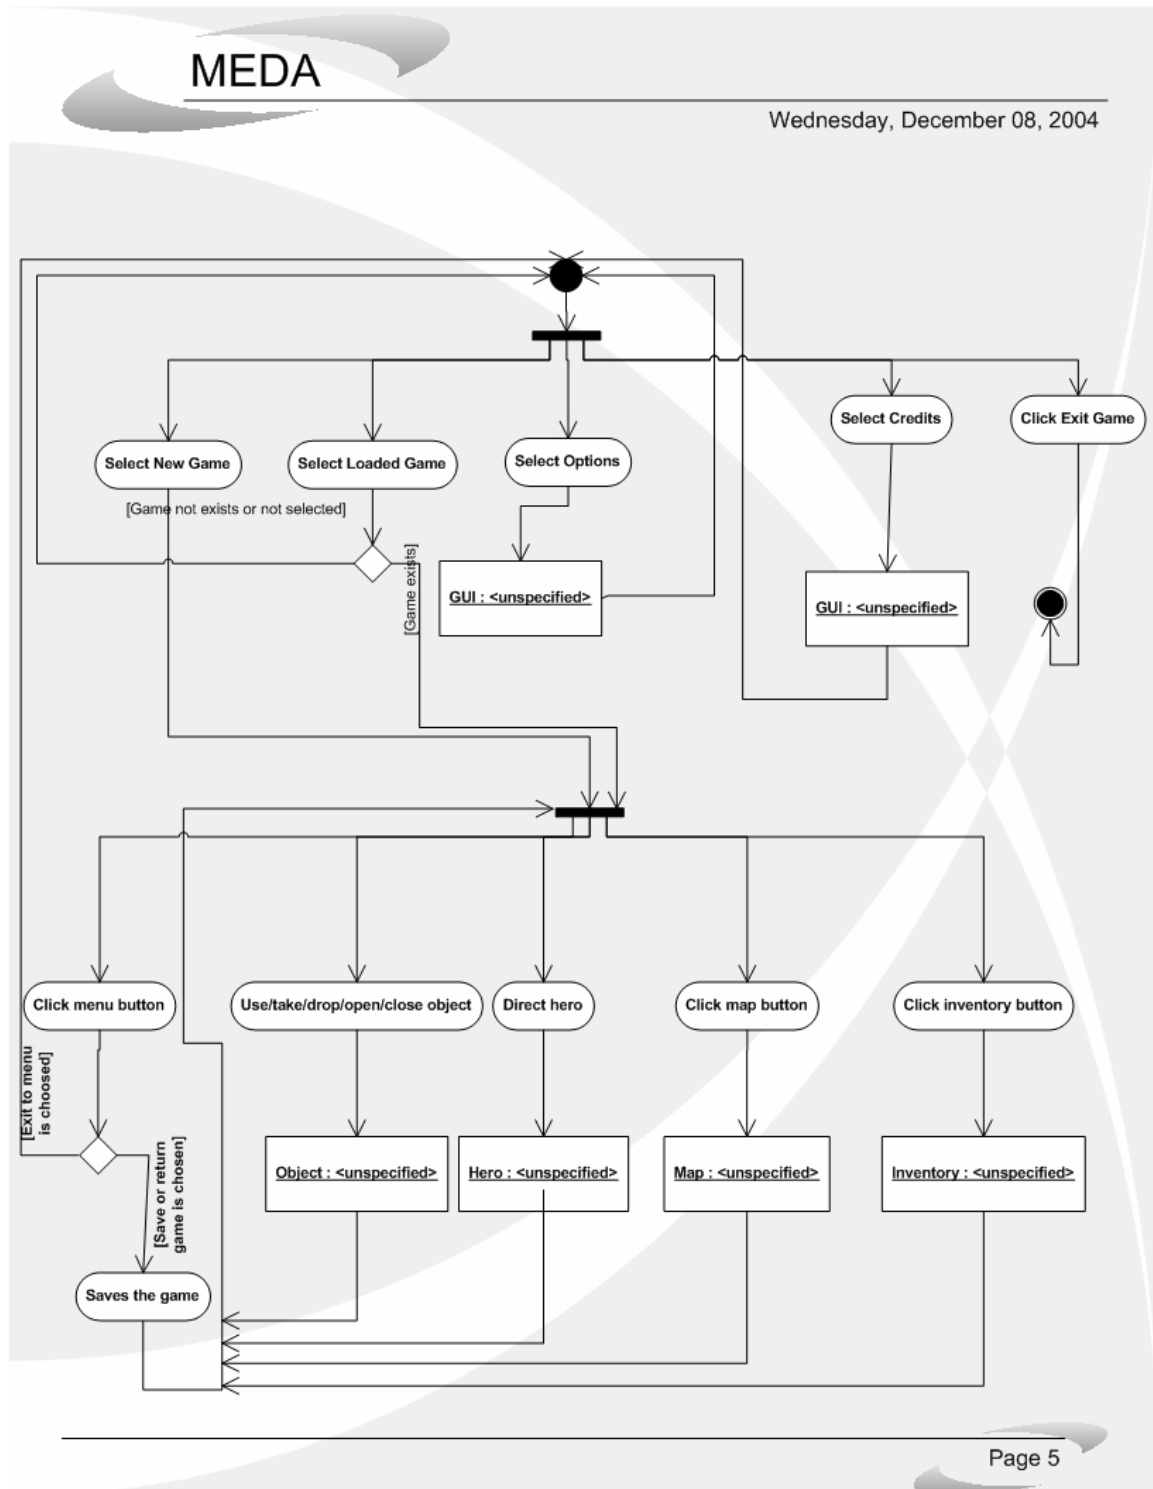 MEDA
Wednesday, December 08, 2004
Select Credits
Click Exit Game
Select New Game
Select Loaded Game
Select Options
[Game not exists or not selected]
[Game exists]
GUI : <unspecified>
GUI : <unspecified>
Click menu button
Use/take/drop/open/close object
Direct hero
Click map button
Click inventory button
[Exit to menu
is choosed]
[Save or return
game is chosen]
Object : <unspecified>
Hero : <unspecified>
Map : <unspecified>
Inventory : <unspecified>
Saves the game
Page 5